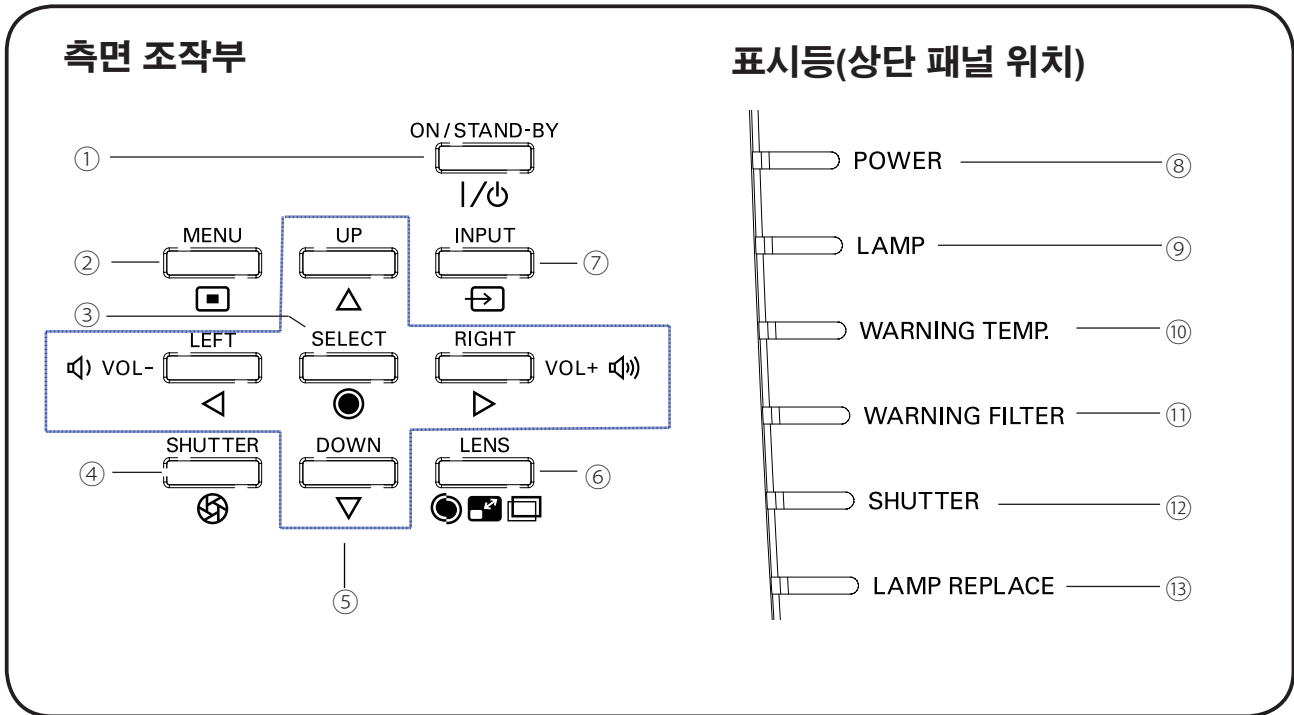 측면 조작부
표시등(상단 패널 위치)
ON/STAND-BY
①
MENU
UP
INPUT
②
⑦
③
LEFT
SELECT
RIGHT
VOL-
VOL+
SHUTTER
DOWN
LENS
④
⑥
⑤
POWER ⑧
LAMP ⑨
WARNING TEMP. ⑩
WARNING FILTER ⑪
SHUTTER ⑫
LAMP REPLACE ⑬